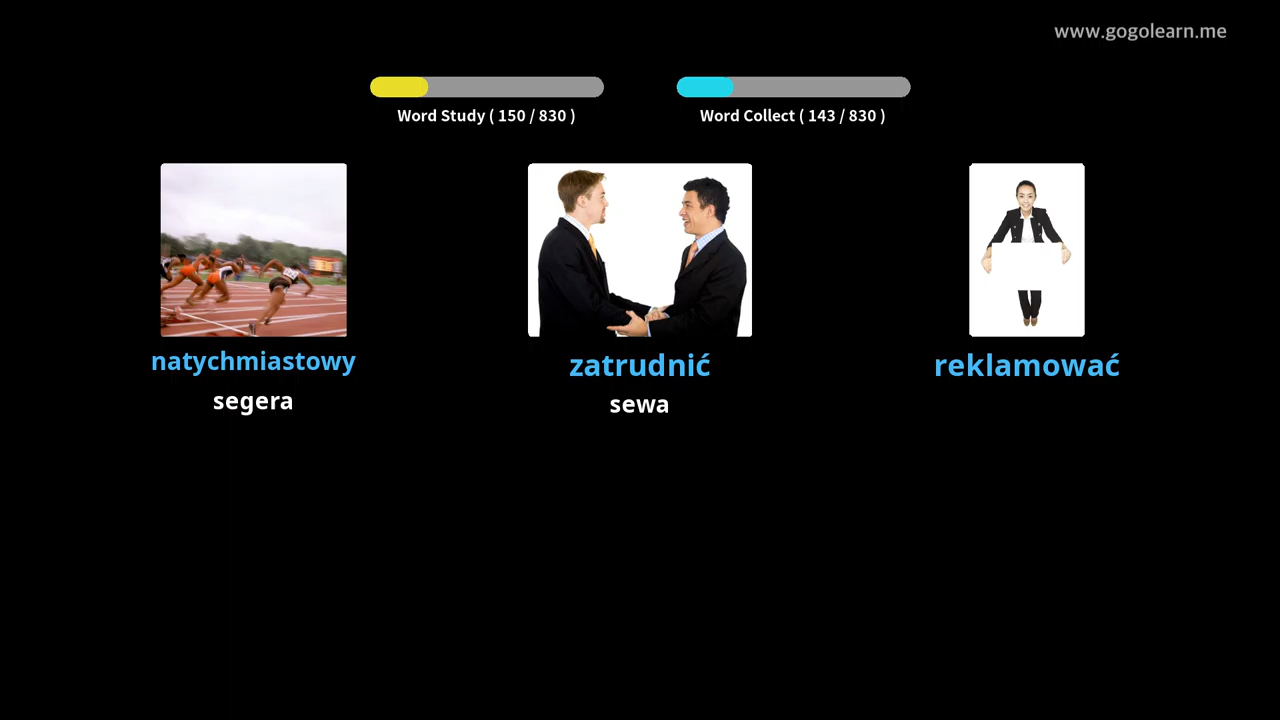 www.gogolearn.me
Word Study ( 150 / 830 )
Word Collect ( 143 / 830 )
natychmiastowy
zatrudnić
reklamować
segera
sewa